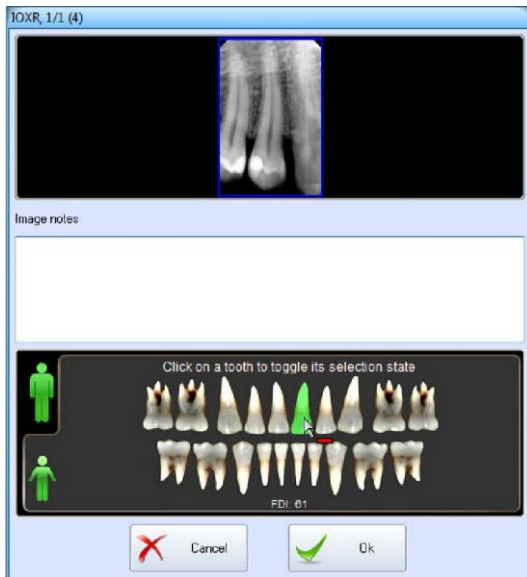 IOXR, 1/1 (4)
Image notes
Click on a tooth to toggle its selection state
FDI: 61
Cancel
Ok